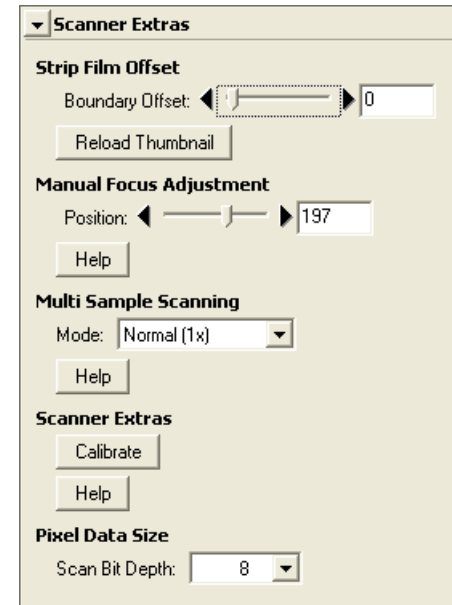 Scanner Extras
Strip Film Offset
Boundary Offset: 0
Reload Thumbnail
Manual Focus Adjustment
Position: 197
Help
Multi Sample Scanning
Mode: Normal (1x)
Help
Scanner Extras
Calibrate
Help
Pixel Data Size
Scan Bit Depth: 8